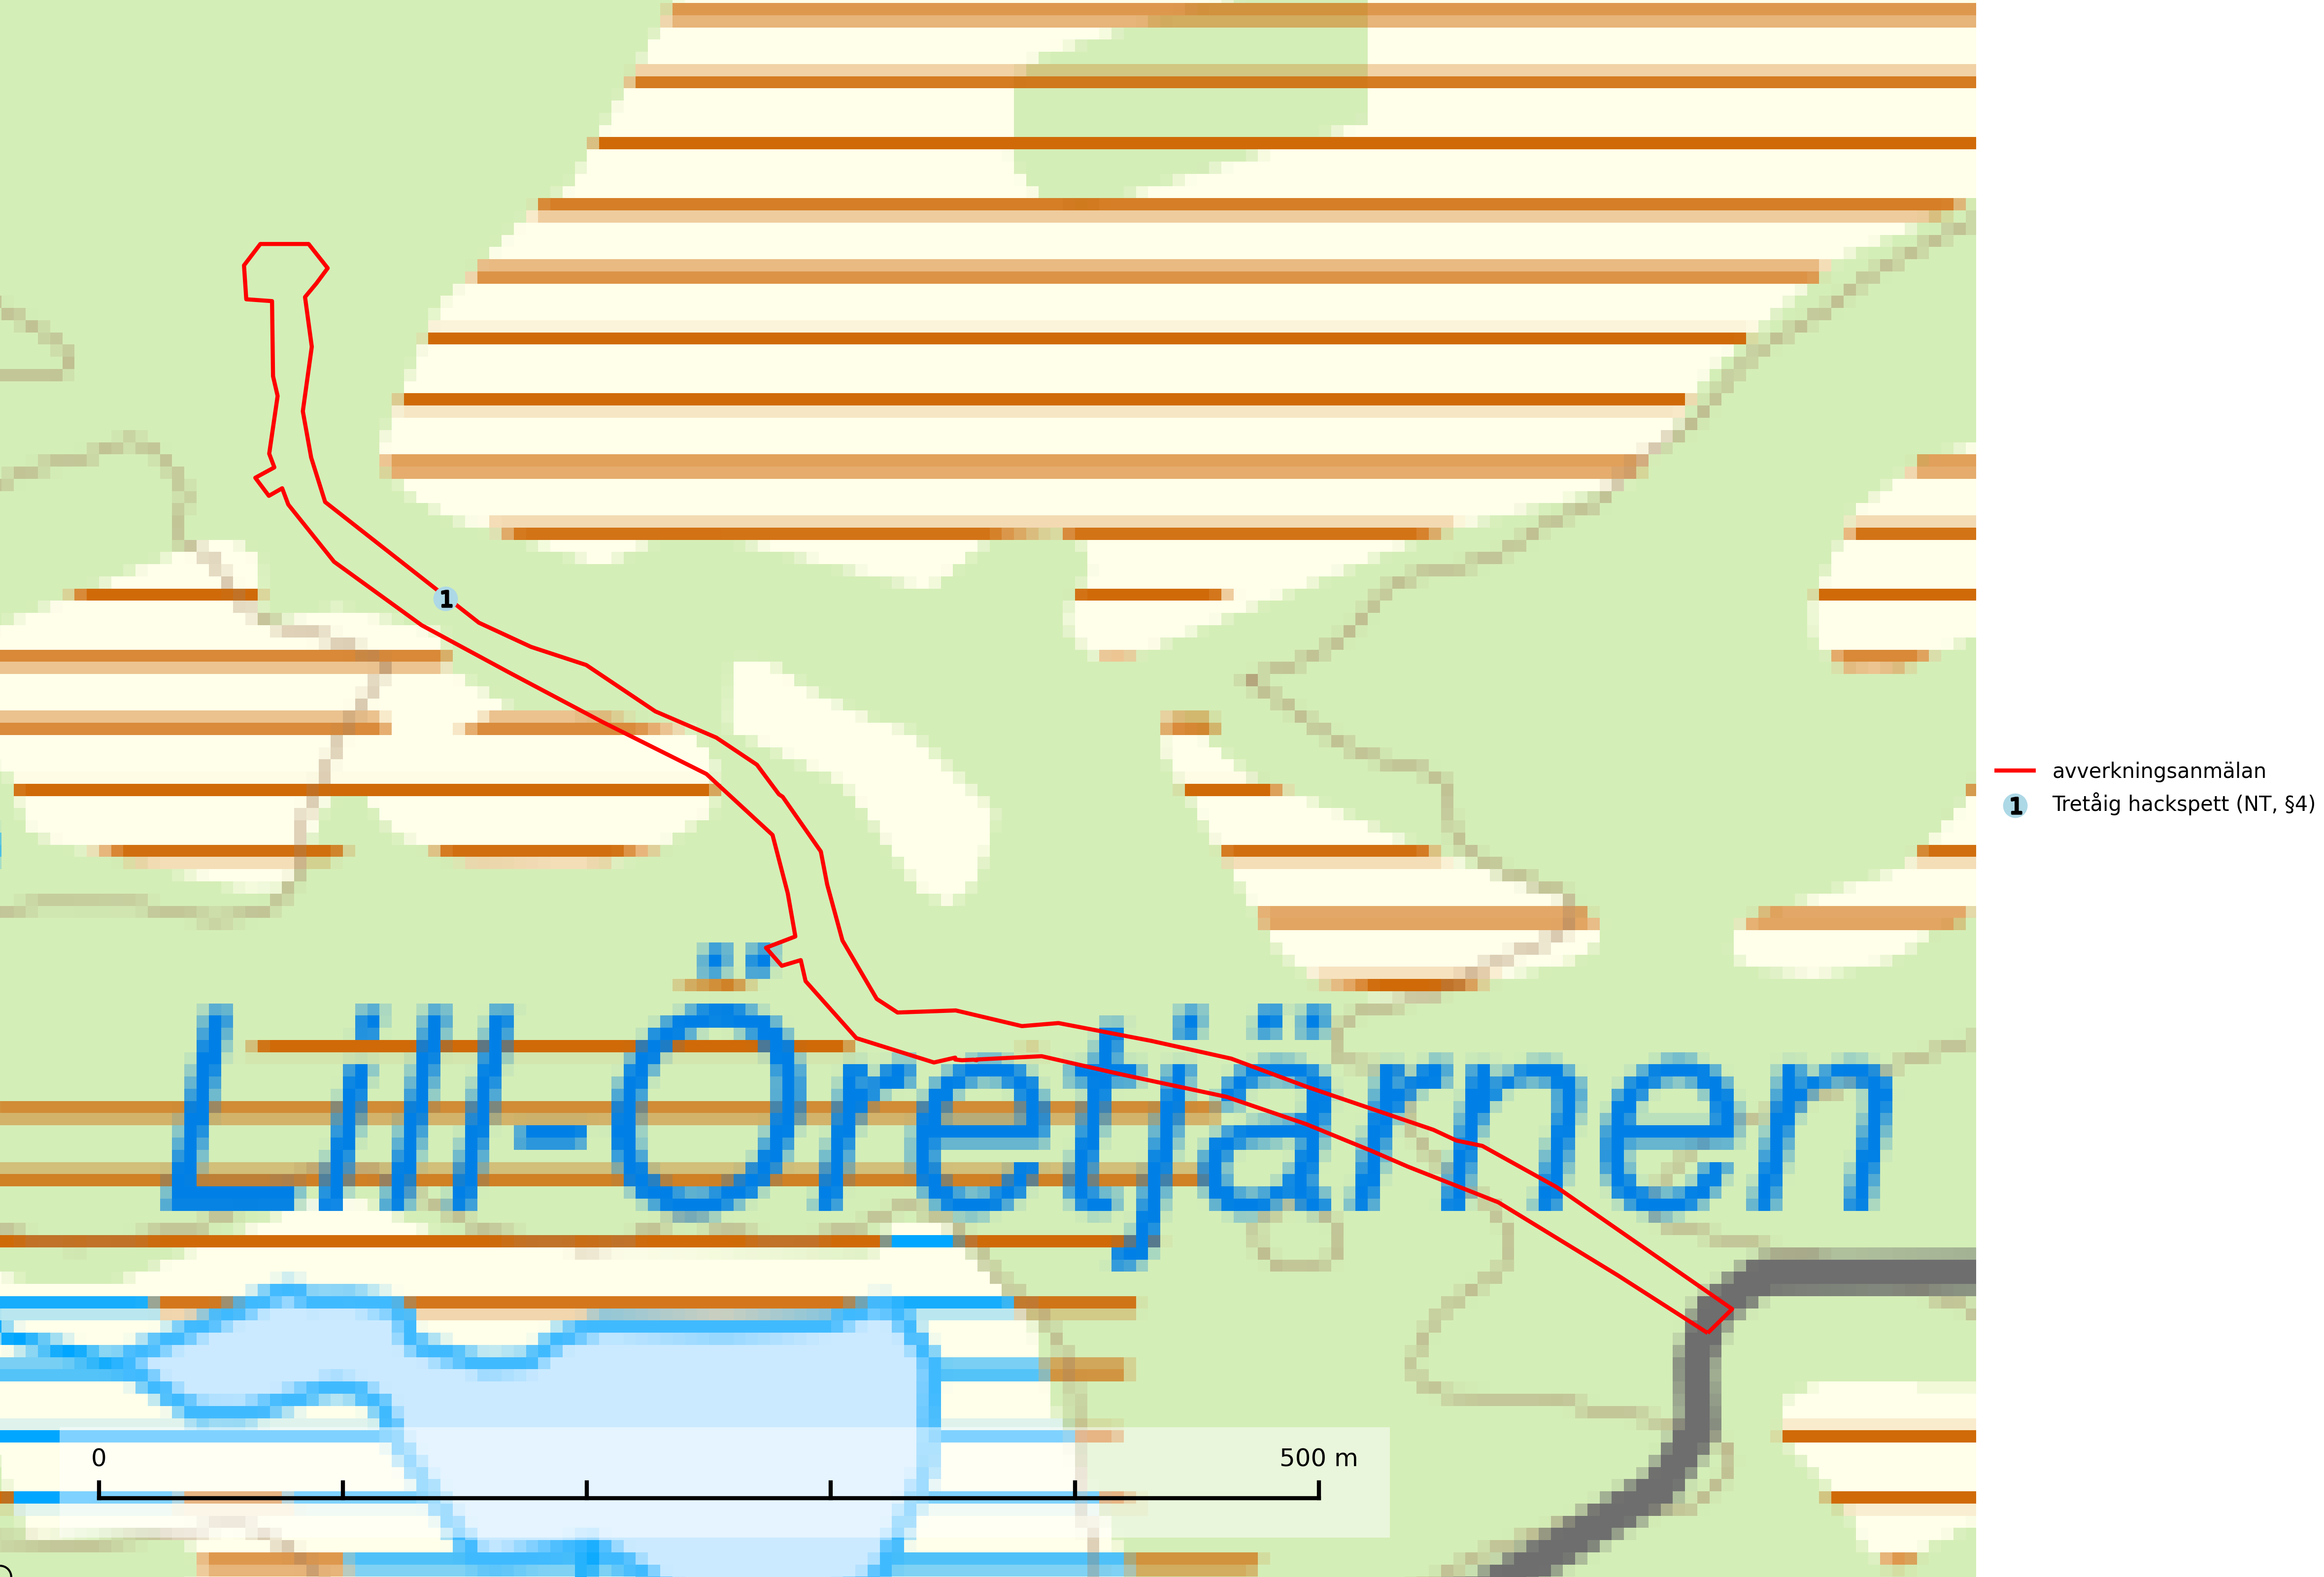 1
Lill-Öretjärnen
0 500 m
avverkningsanmälan
1 Tretåig hackspett (NT, §4)